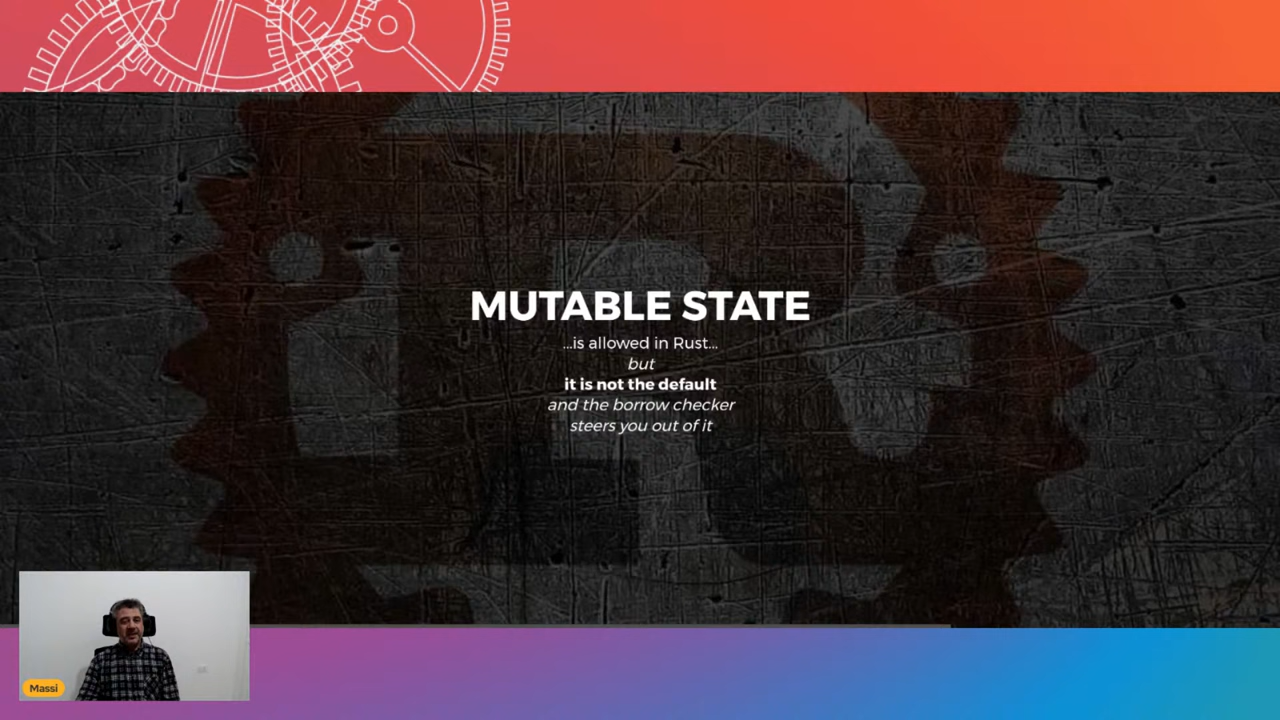 MUTABLE STATE
...is allowed in Rust...
but
it is not the default
and the borrow checker
steers you out of it
Massi